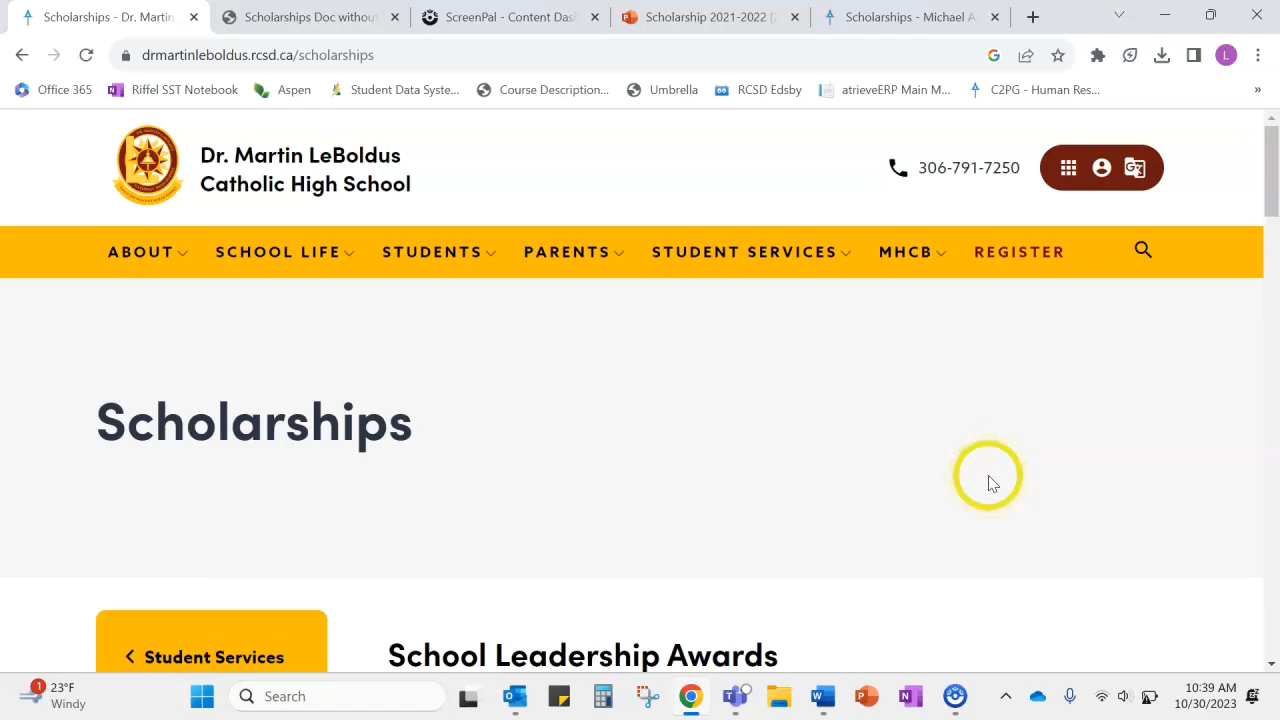 Scholarships - Dr. Martin
Scholarships Doc without
ScreenPal - Content Das
Scholarship 2021-2022 (
Scholarships - Michael A
drmartinleboldus.rcsd.ca/scholarships
L
Office 365
Riffel SST Notebook
Aspen
Student Data Syste...
Course Description...
Umbrella
RCSD Edsby
atrieveERP Main M...
C2PG - Human Res...
»
Dr. Martin LeBoldus
Catholic High School
306-791-7250
ABOUT
SCHOOL LIFE
STUDENTS
PARENTS
STUDENT SERVICES
MHCB
REGISTER
Scholarships
Student Services
School Leadership Awards
1
23°F
Windy
Search
10:39 AM
10/30/2023